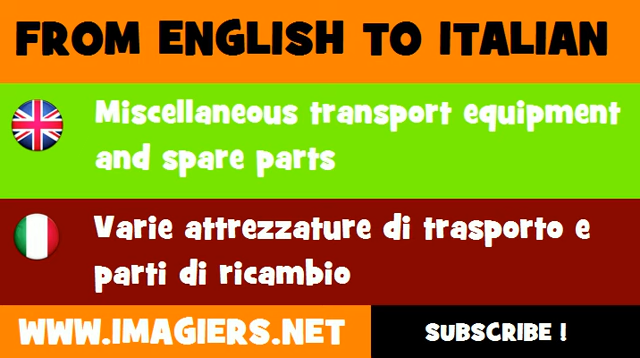 FROM ENGLISH TO ITALIAN
Miscellaneous transport equipment
and spare parts
Varie attrezzature di trasporto e
parti di ricambio
WWW.IMAGIERS.NET
SUBSCRIBE !